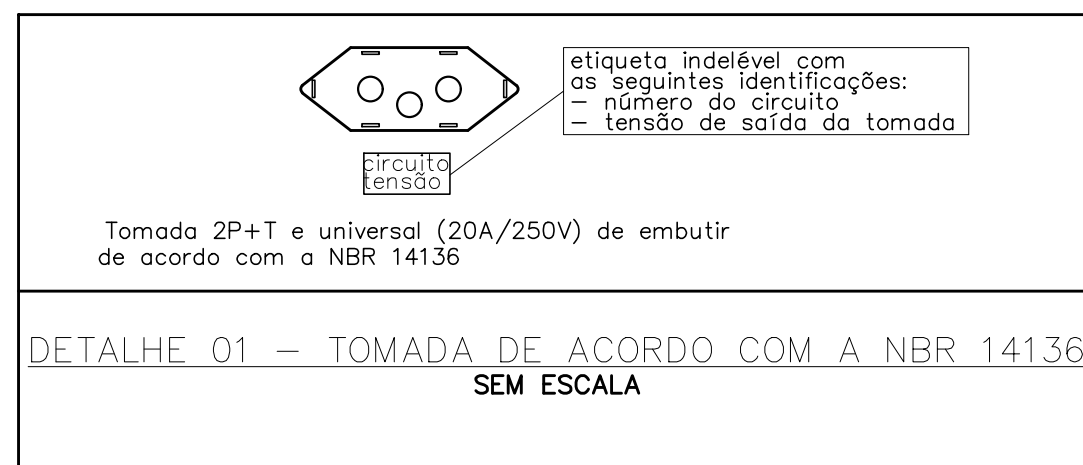 etiqueta indelével com
as seguintes identificações:
– número do circuito
– tensão de saída da tomada
circuito
tensão
Tomada 2P+T e universal (20A/250V) de embutir
de acordo com a NBR 14136
DETALHE 01 – TOMADA DE ACORDO COM A NBR 14136
SEM ESCALA